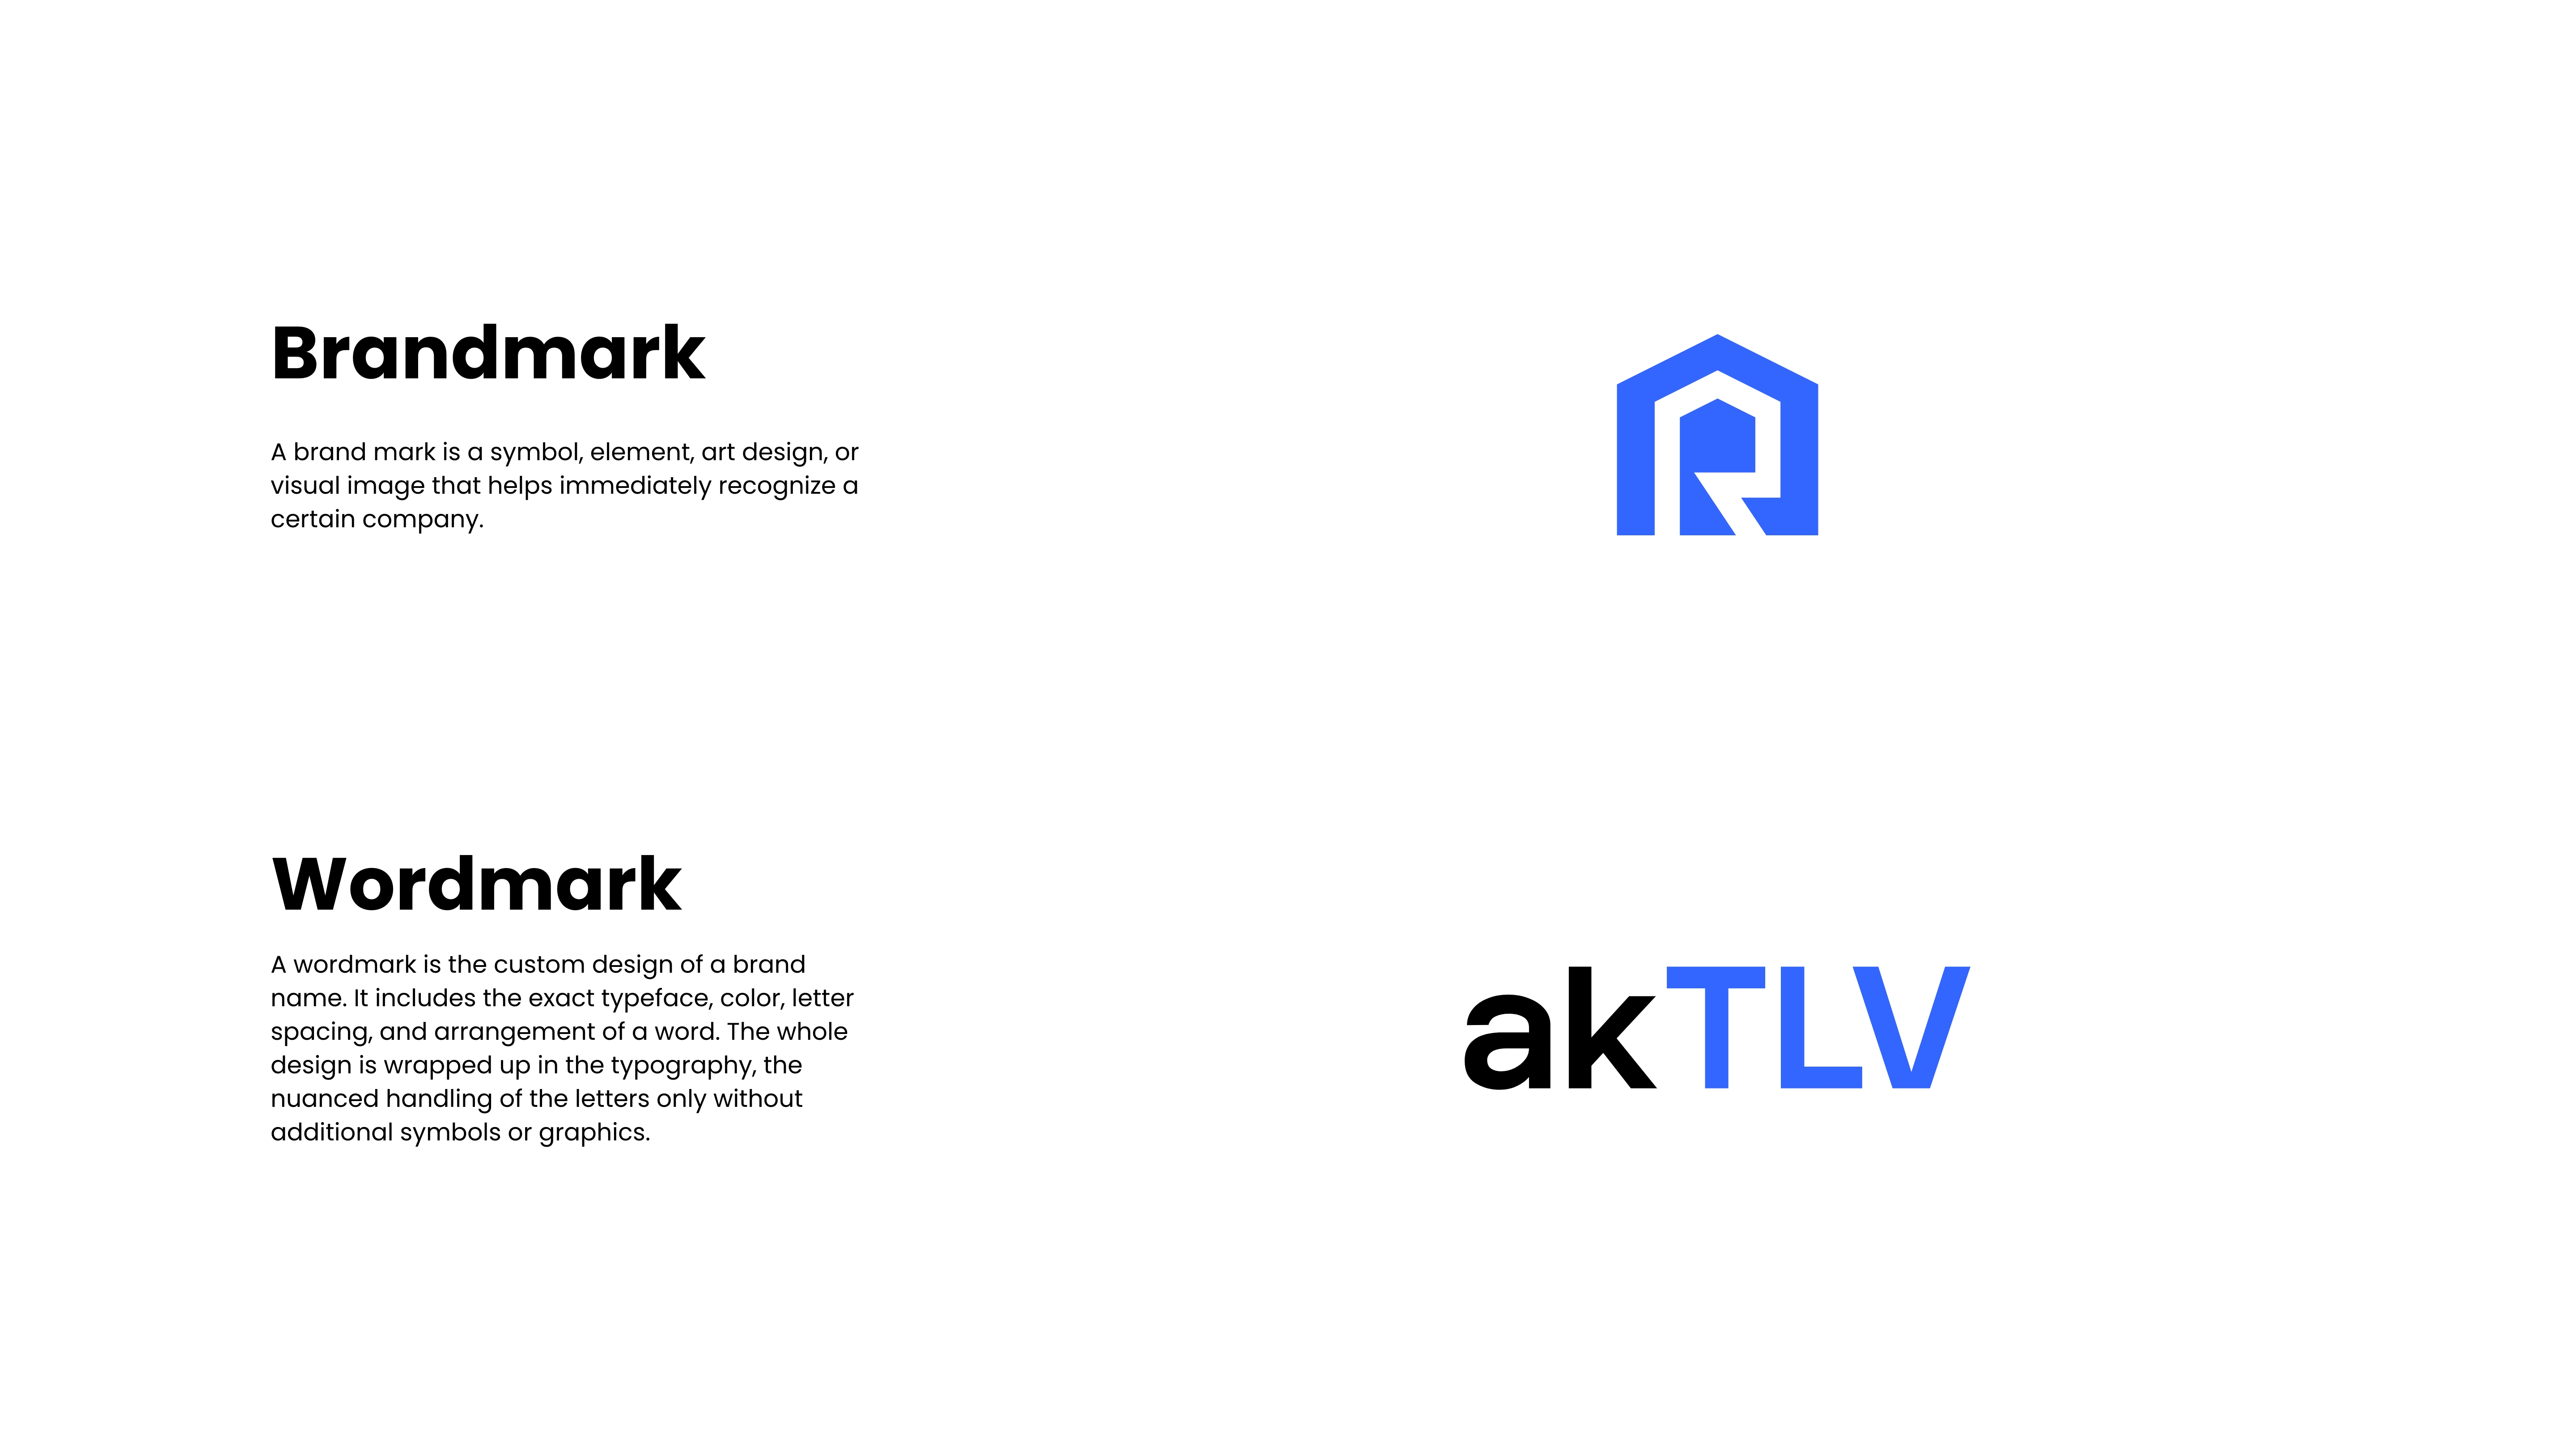 Brandmark
A brand mark is a symbol, element, art design, or
visual image that helps immediately recognize a
certain company.
R
Wordmark
A wordmark is the custom design of a brand
name. It includes the exact typeface, color, letter
spacing, and arrangement of a word. The whole
design is wrapped up in the typography, the
nuanced handling of the letters only without
additional symbols or graphics.
akTLV